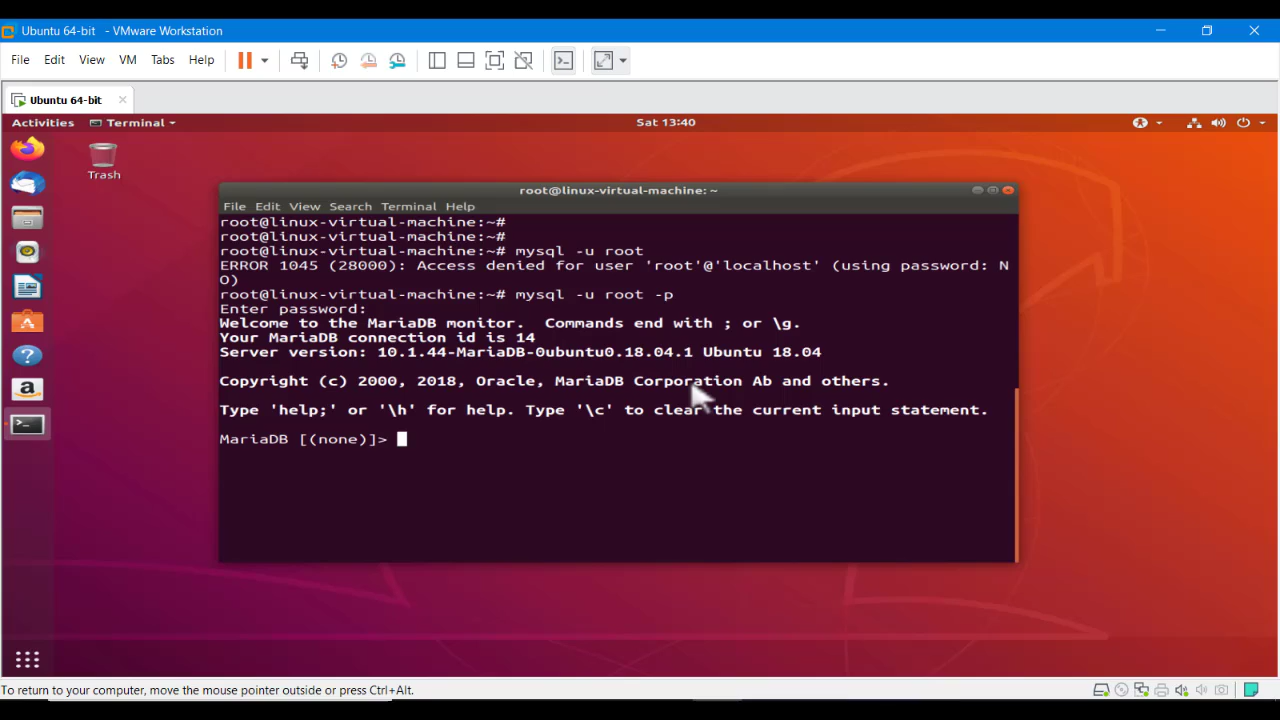 Ubuntu 64-bit - VMware Workstation
File Edit View VM Tabs Help
Ubuntu 64-bit
Activities Terminal Sat 13:40
Trash
root@linux-virtual-machine: ~
File Edit View Search Terminal Help
root@linux-virtual-machine:~#
root@linux-virtual-machine:~#
root@linux-virtual-machine:~# mysql -u root
ERROR 1045 (28000): Access denied for user 'root'@'localhost' (using password: N
O)
root@linux-virtual-machine:~# mysql -u root -p
Enter password:
Welcome to the MariaDB monitor.  Commands end with ; or \g.
Your MariaDB connection id is 14
Server version: 10.1.44-MariaDB-0ubuntu0.18.04.1 Ubuntu 18.04
Copyright (c) 2000, 2018, Oracle, MariaDB Corporation Ab and others.
Type 'help;' or '\h' for help. Type '\c' to clear the current input statement.
MariaDB [(none)]>
To return to your computer, move the mouse pointer outside or press Ctrl+Alt.